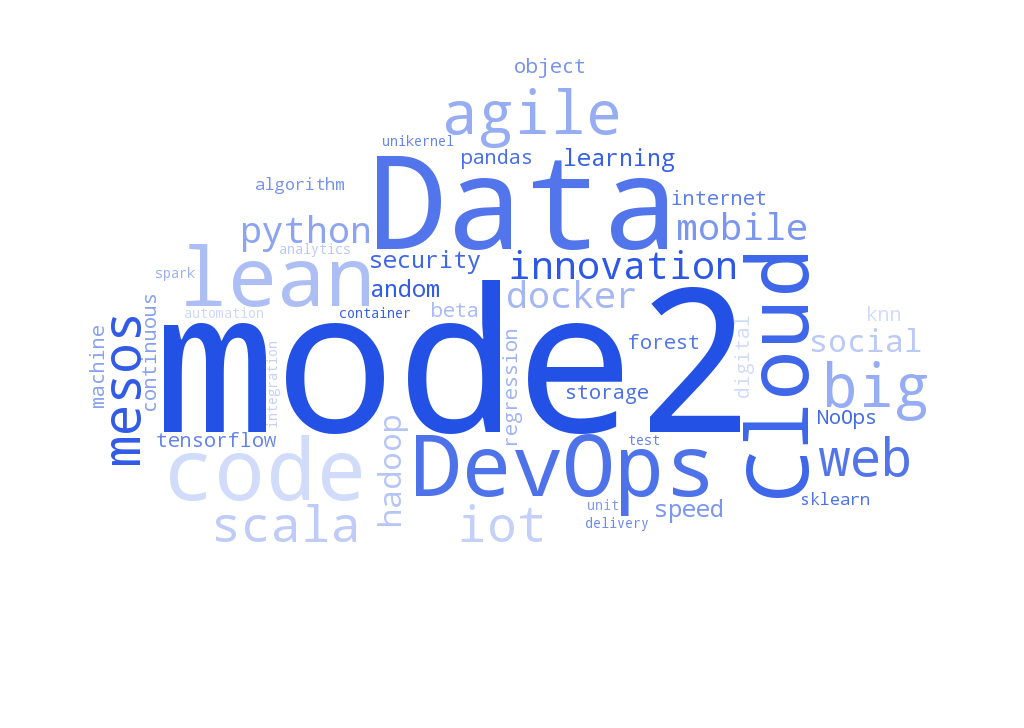 object
agile
unikernel
pandas
learning
Data
algorithm
internet
python
mobile
analytics
security
innovation
lean
spark
andom
docker
cloud
automation
container
beta
continuous
mesos
machine
mode2
integration
regression
forest
digital
knn
social
storage
big
NoOps
tensorflow
code
hadoop
DevOps
test
web
sklearn
scala
iot
unit
speed
delivery